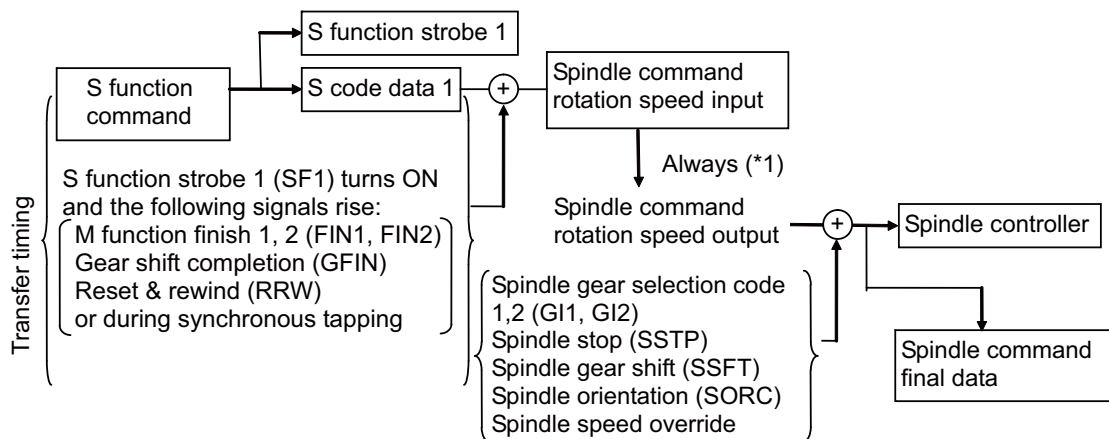 S function strobe 1
S function
command
S code data 1
+
Spindle command
rotation speed input
Transfer timing
S function strobe 1 (SF1) turns ON
and the following signals rise:
M function finish 1, 2 (FIN1, FIN2)
Gear shift completion (GFIN)
Reset & rewind (RRW)
or during synchronous tapping
Always (*1)
Spindle command
rotation speed output
+
Spindle controller
Spindle gear selection code
1,2 (GI1, GI2)
Spindle stop (SSTP)
Spindle gear shift (SSFT)
Spindle orientation (SORC)
Spindle speed override
Spindle command
final data